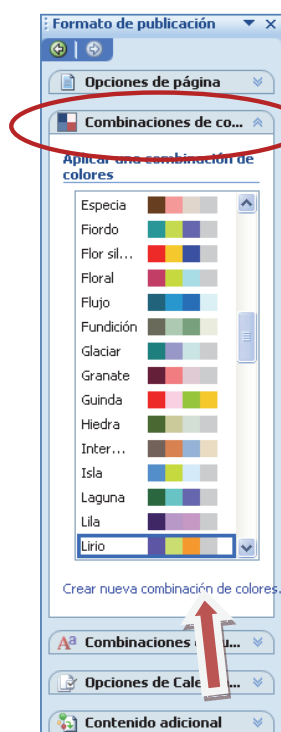 Formato de publicación
Opciones de página
Combinaciones de co...
Aplicar una combinación de
colores
Especia
Fiordo
Flor sil...
Floral
Flujo
Fundición
Glaciar
Granate
Guinda
Hiedra
Inter...
Isla
Laguna
Lila
Lirio
Crear nueva combinación de colores.
Aa Combinaciones
Opciones de Cale
Contenido adicional